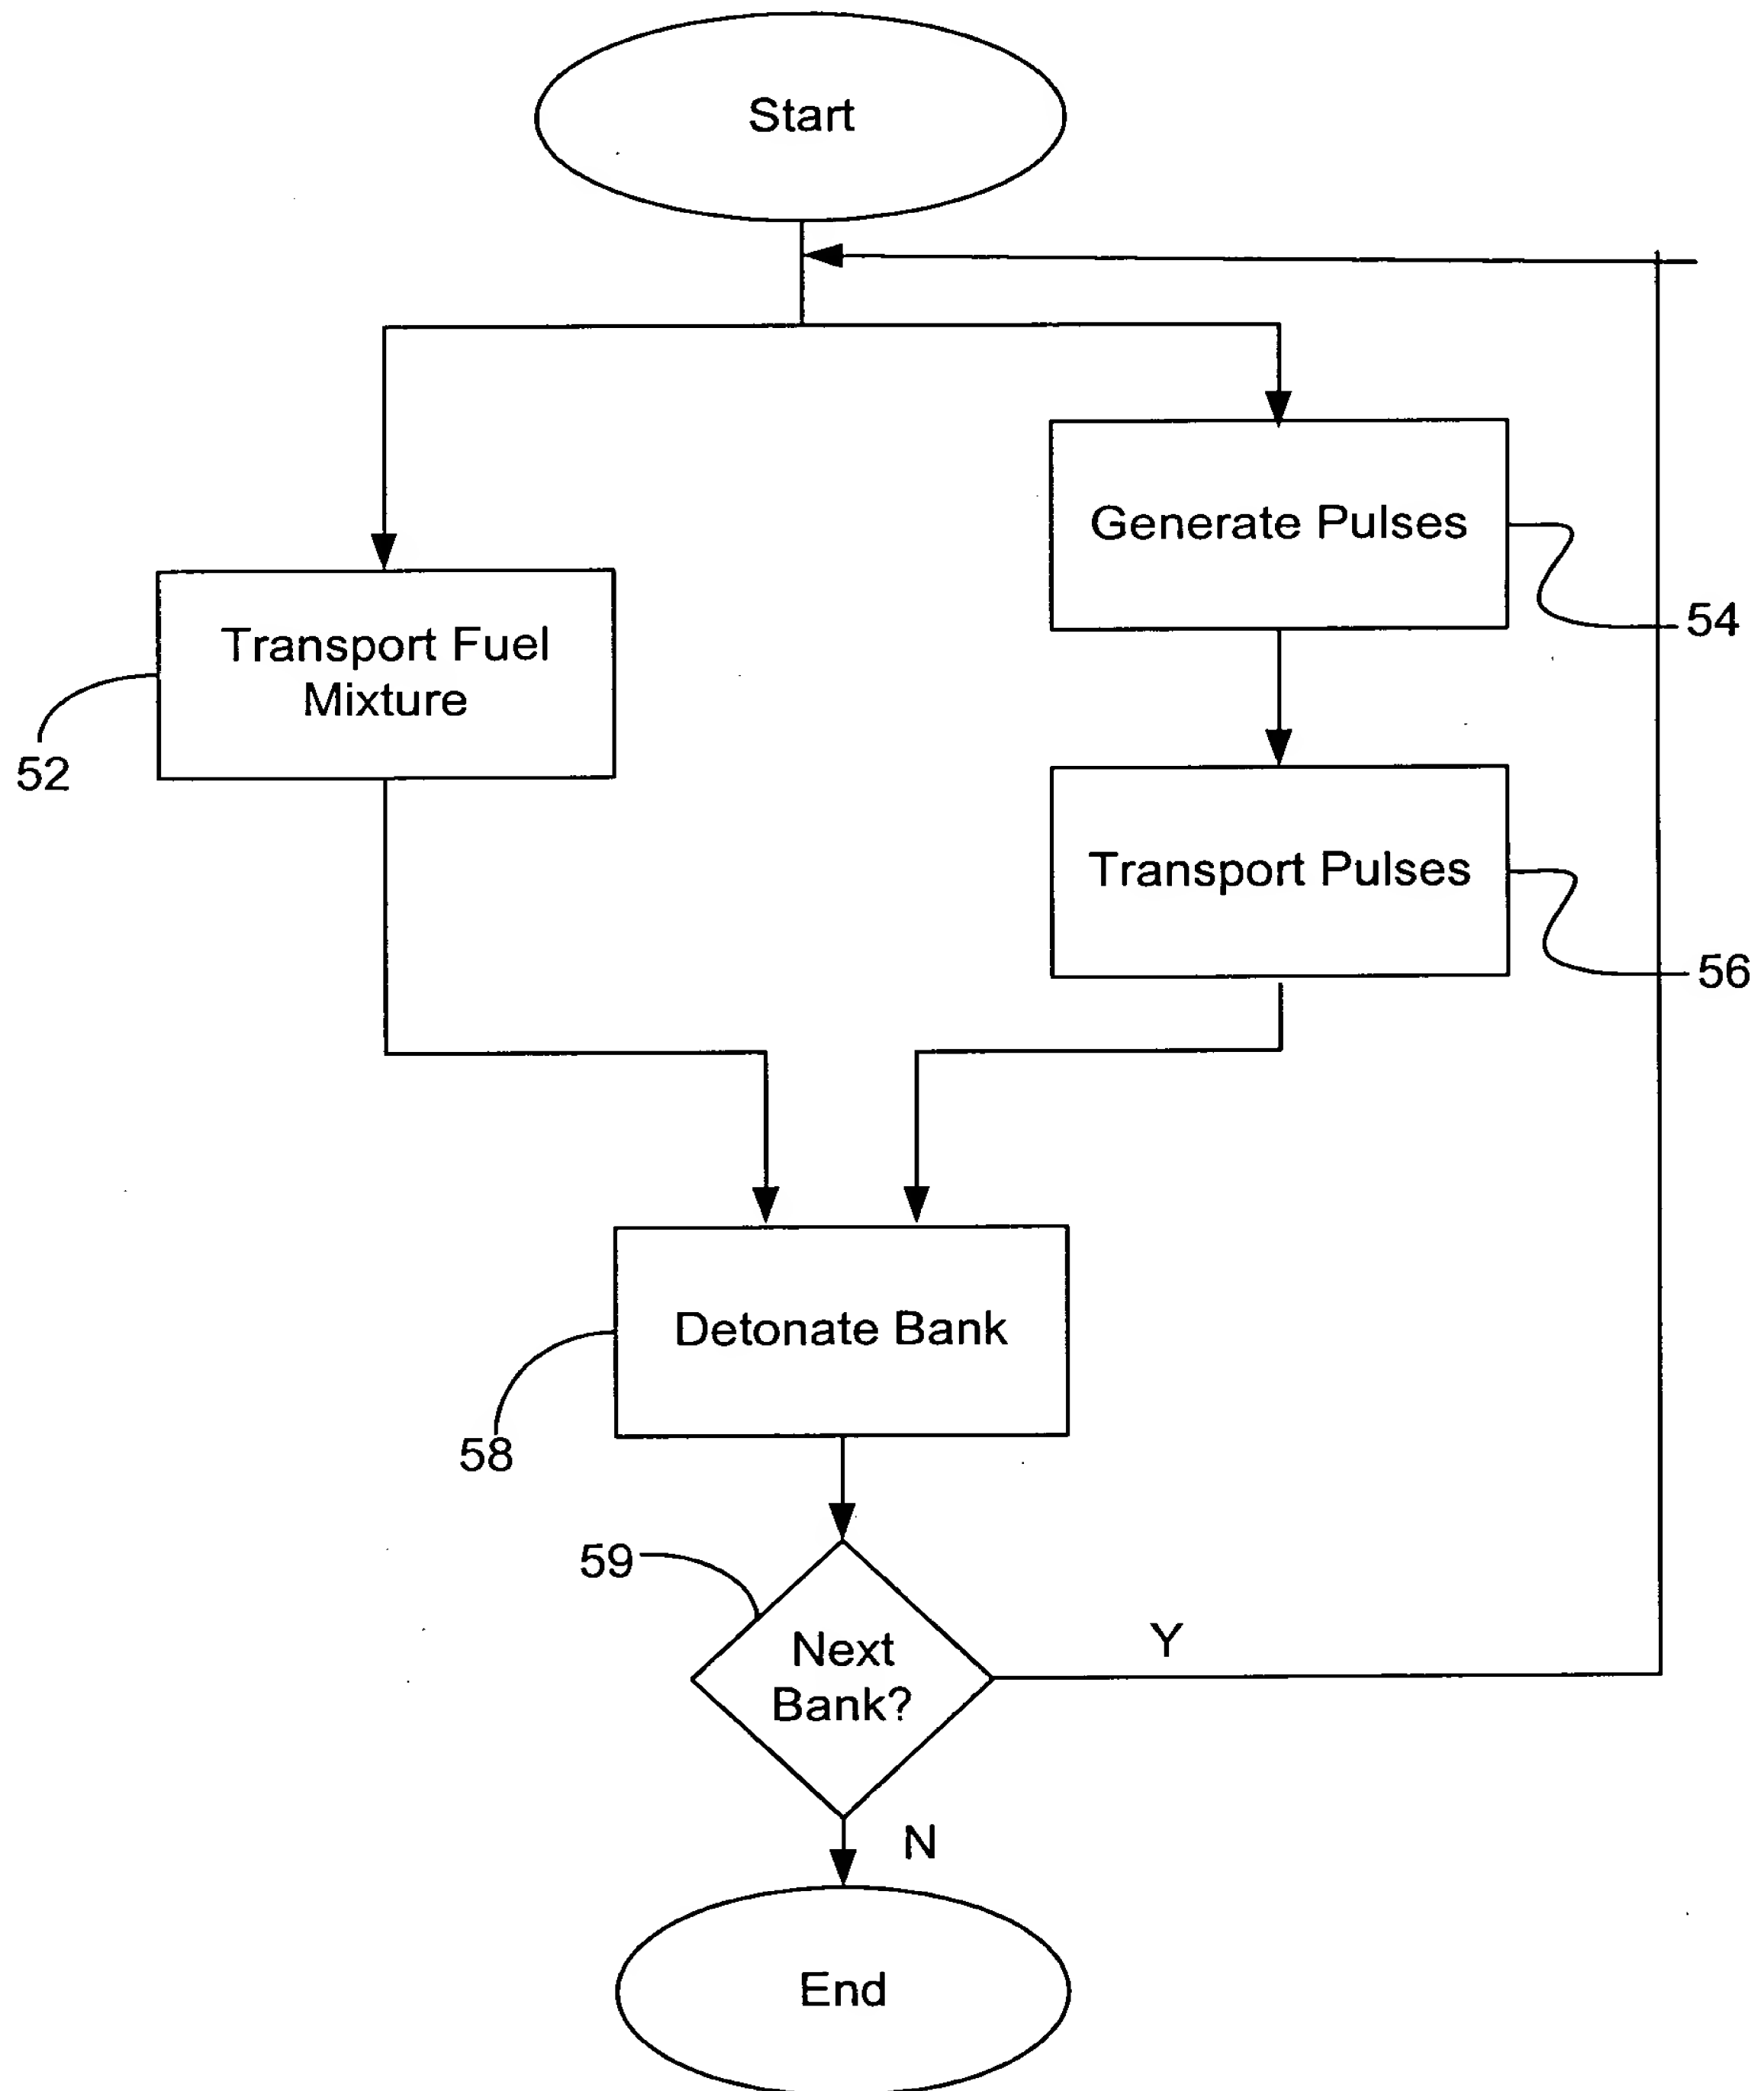 Start
Generate Pulses
54
Transport Fuel
Mixture
52
Transport Pulses
56
Detonate Bank
58
59
Next
Bank?
Y
N
End